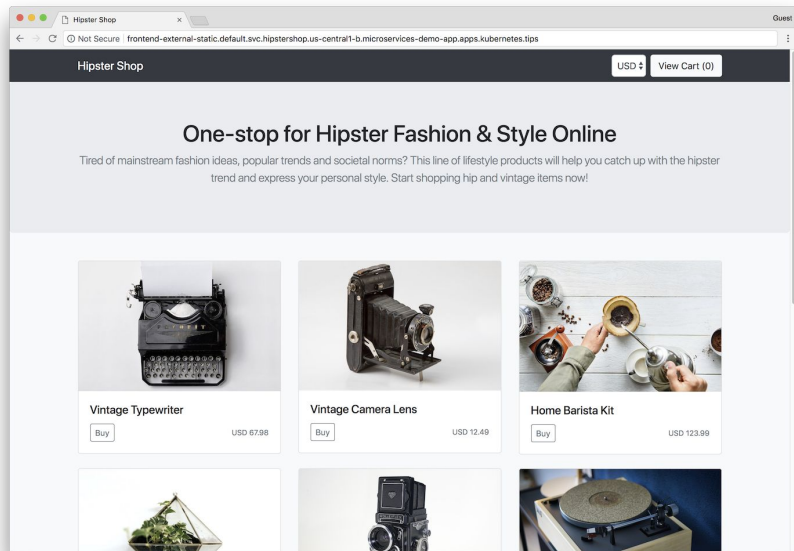 Hipster Shop
Guest
Not Secure | frontend-external-static.default.svc.hipstershop.us-central1-b.microservices-demo-app.apps.kubernetes.tips
Hipster Shop
USD
View Cart (0)
One-stop for Hipster Fashion & Style Online
Tired of mainstream fashion ideas, popular trends and societal norms? This line of lifestyle products will help you catch up with the hipster
trend and express your personal style. Start shopping hip and vintage items now!
Vintage Typewriter
Buy
USD 67.98
Vintage Camera Lens
Buy
USD 12.49
Home Barista Kit
Buy
USD 123.99